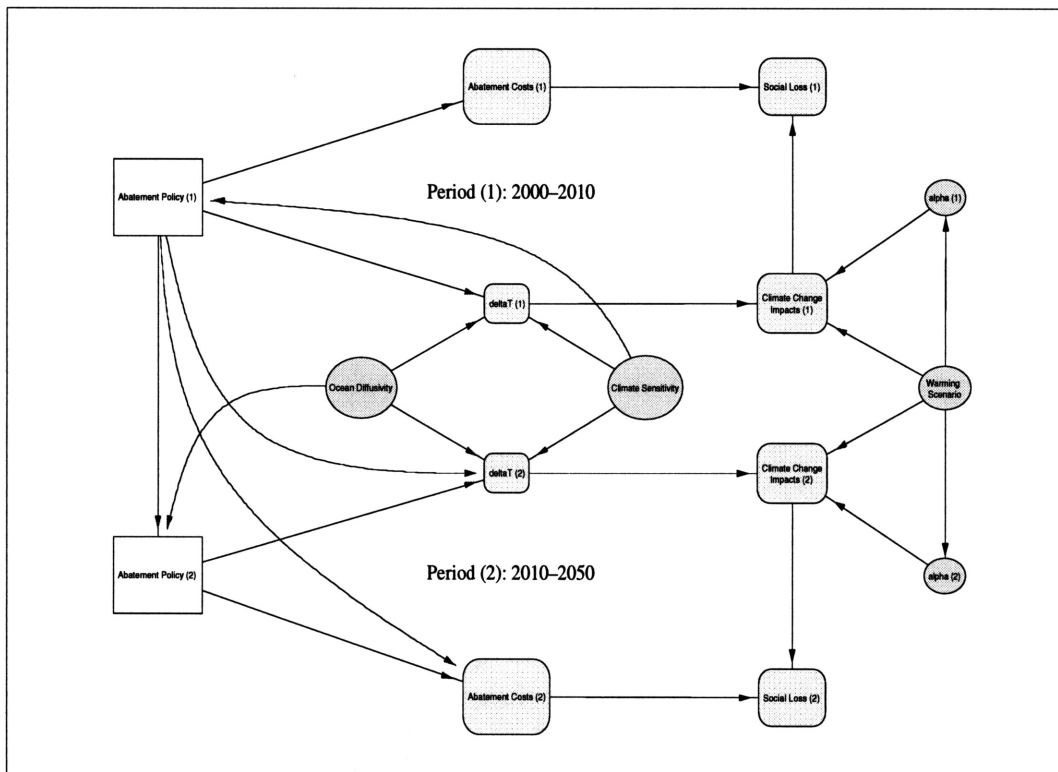 Abatement Costs (1)
Social Loss (1)
Abatement Policy (1)
Period (1): 2000–2010
alpha (1)
deltaT (1)
Climate Change
Impacts (1)
Ocean Diffusivity
Climate Sensitivity
Warming
Scenario
deltaT (2)
Climate Change
Impacts (2)
Abatement Policy (2)
Period (2): 2010–2050
alpha (2)
Abatement Costs (2)
Social Loss (2)